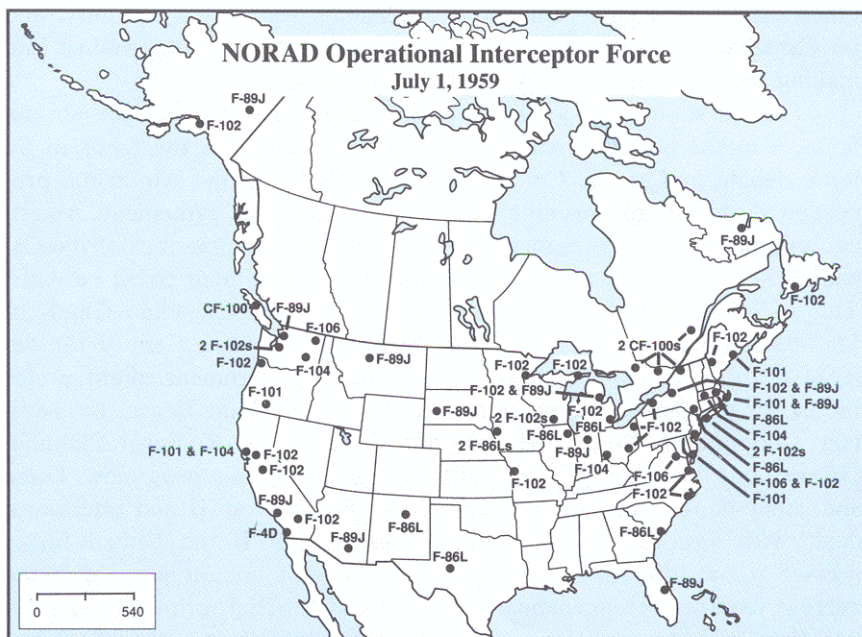 NORAD Operational Interceptor Force
July 1, 1959
F-89J
F-102
F-89J
F-102
CF-100
F-89J
F-106
2 F-102s
F-102
F-104
F-89J
F-101
F-102
F-102
2 CF-100s
F-102
F-101
F-102 & F-89J
F-102 & F89J
F-101 & F-89J
F-89J
2 F-102s
F-102
F-86L
F86L
F-102
F-86L
F-104
2 F-102s
2 F-86Ls
F-89J
F-104
F-86L
F-106 & F-102
F-101
F-101 & F-104
F-102
F-102
F-102
F-106
F-102
F-89J
F-4D
F-102
F-89J
F-86L
F-86L
F-86L
F-89J
0
540